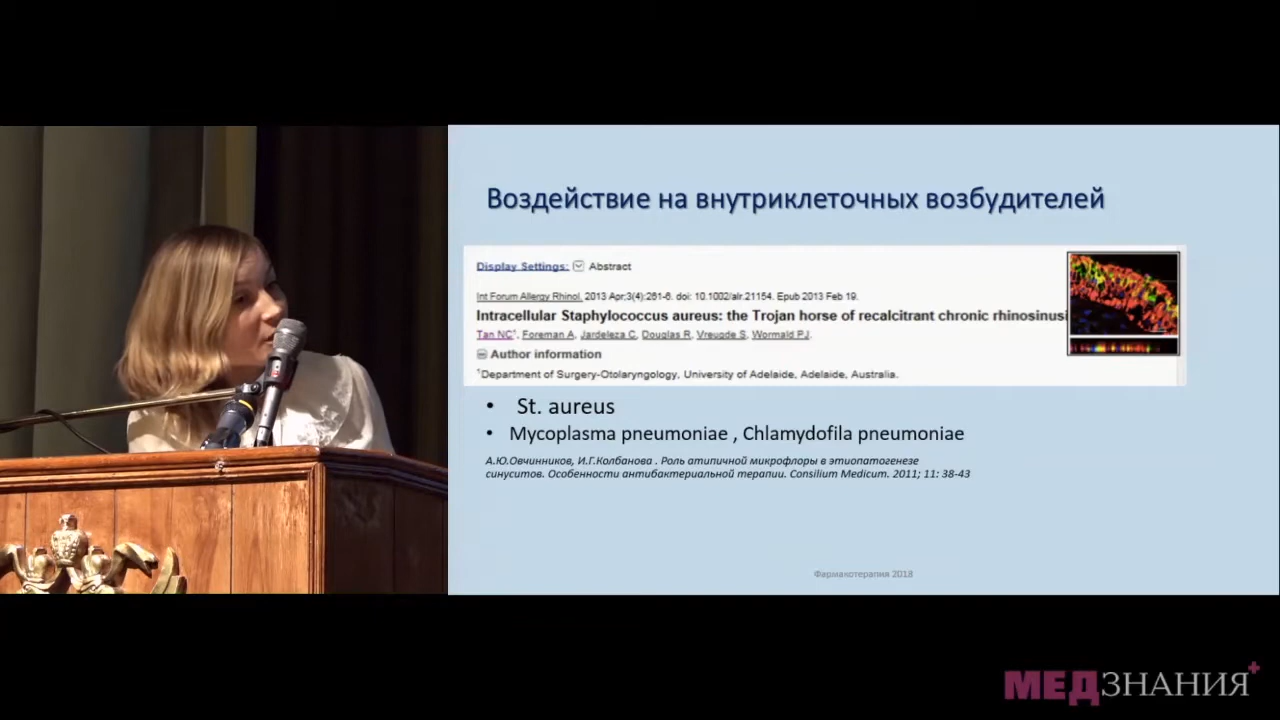 Воздействие на внутриклеточных возбудителей
Display Settings: Abstract
Int Forum Allergy Rhinol. 2013 Apr;3(4):261-6. doi: 10.1002/alr.21154. Epub 2013 Feb 19.
Intracellular Staphylococcus aureus: the Trojan horse of recalcitrant chronic rhinosinusi
Tan NC¹, Foreman A, Jardeleza C, Douglas R, Vreugde S, Wormald PJ.
Author information
¹Department of Surgery-Otolaryngology, University of Adelaide, Adelaide, Australia.
• St. aureus
• Mycoplasma pneumoniae , Chlamydofila pneumoniae
А.Ю.Овчинников, И.Г.Колбанова . Роль атипичной микрофлоры в этиопатогенезе
синуситов. Особенности антибактериальной терапии. Consilium Medicum. 2011; 11: 38-43
Фармакотерапия 2018
МЕДЗНАНИЯ+